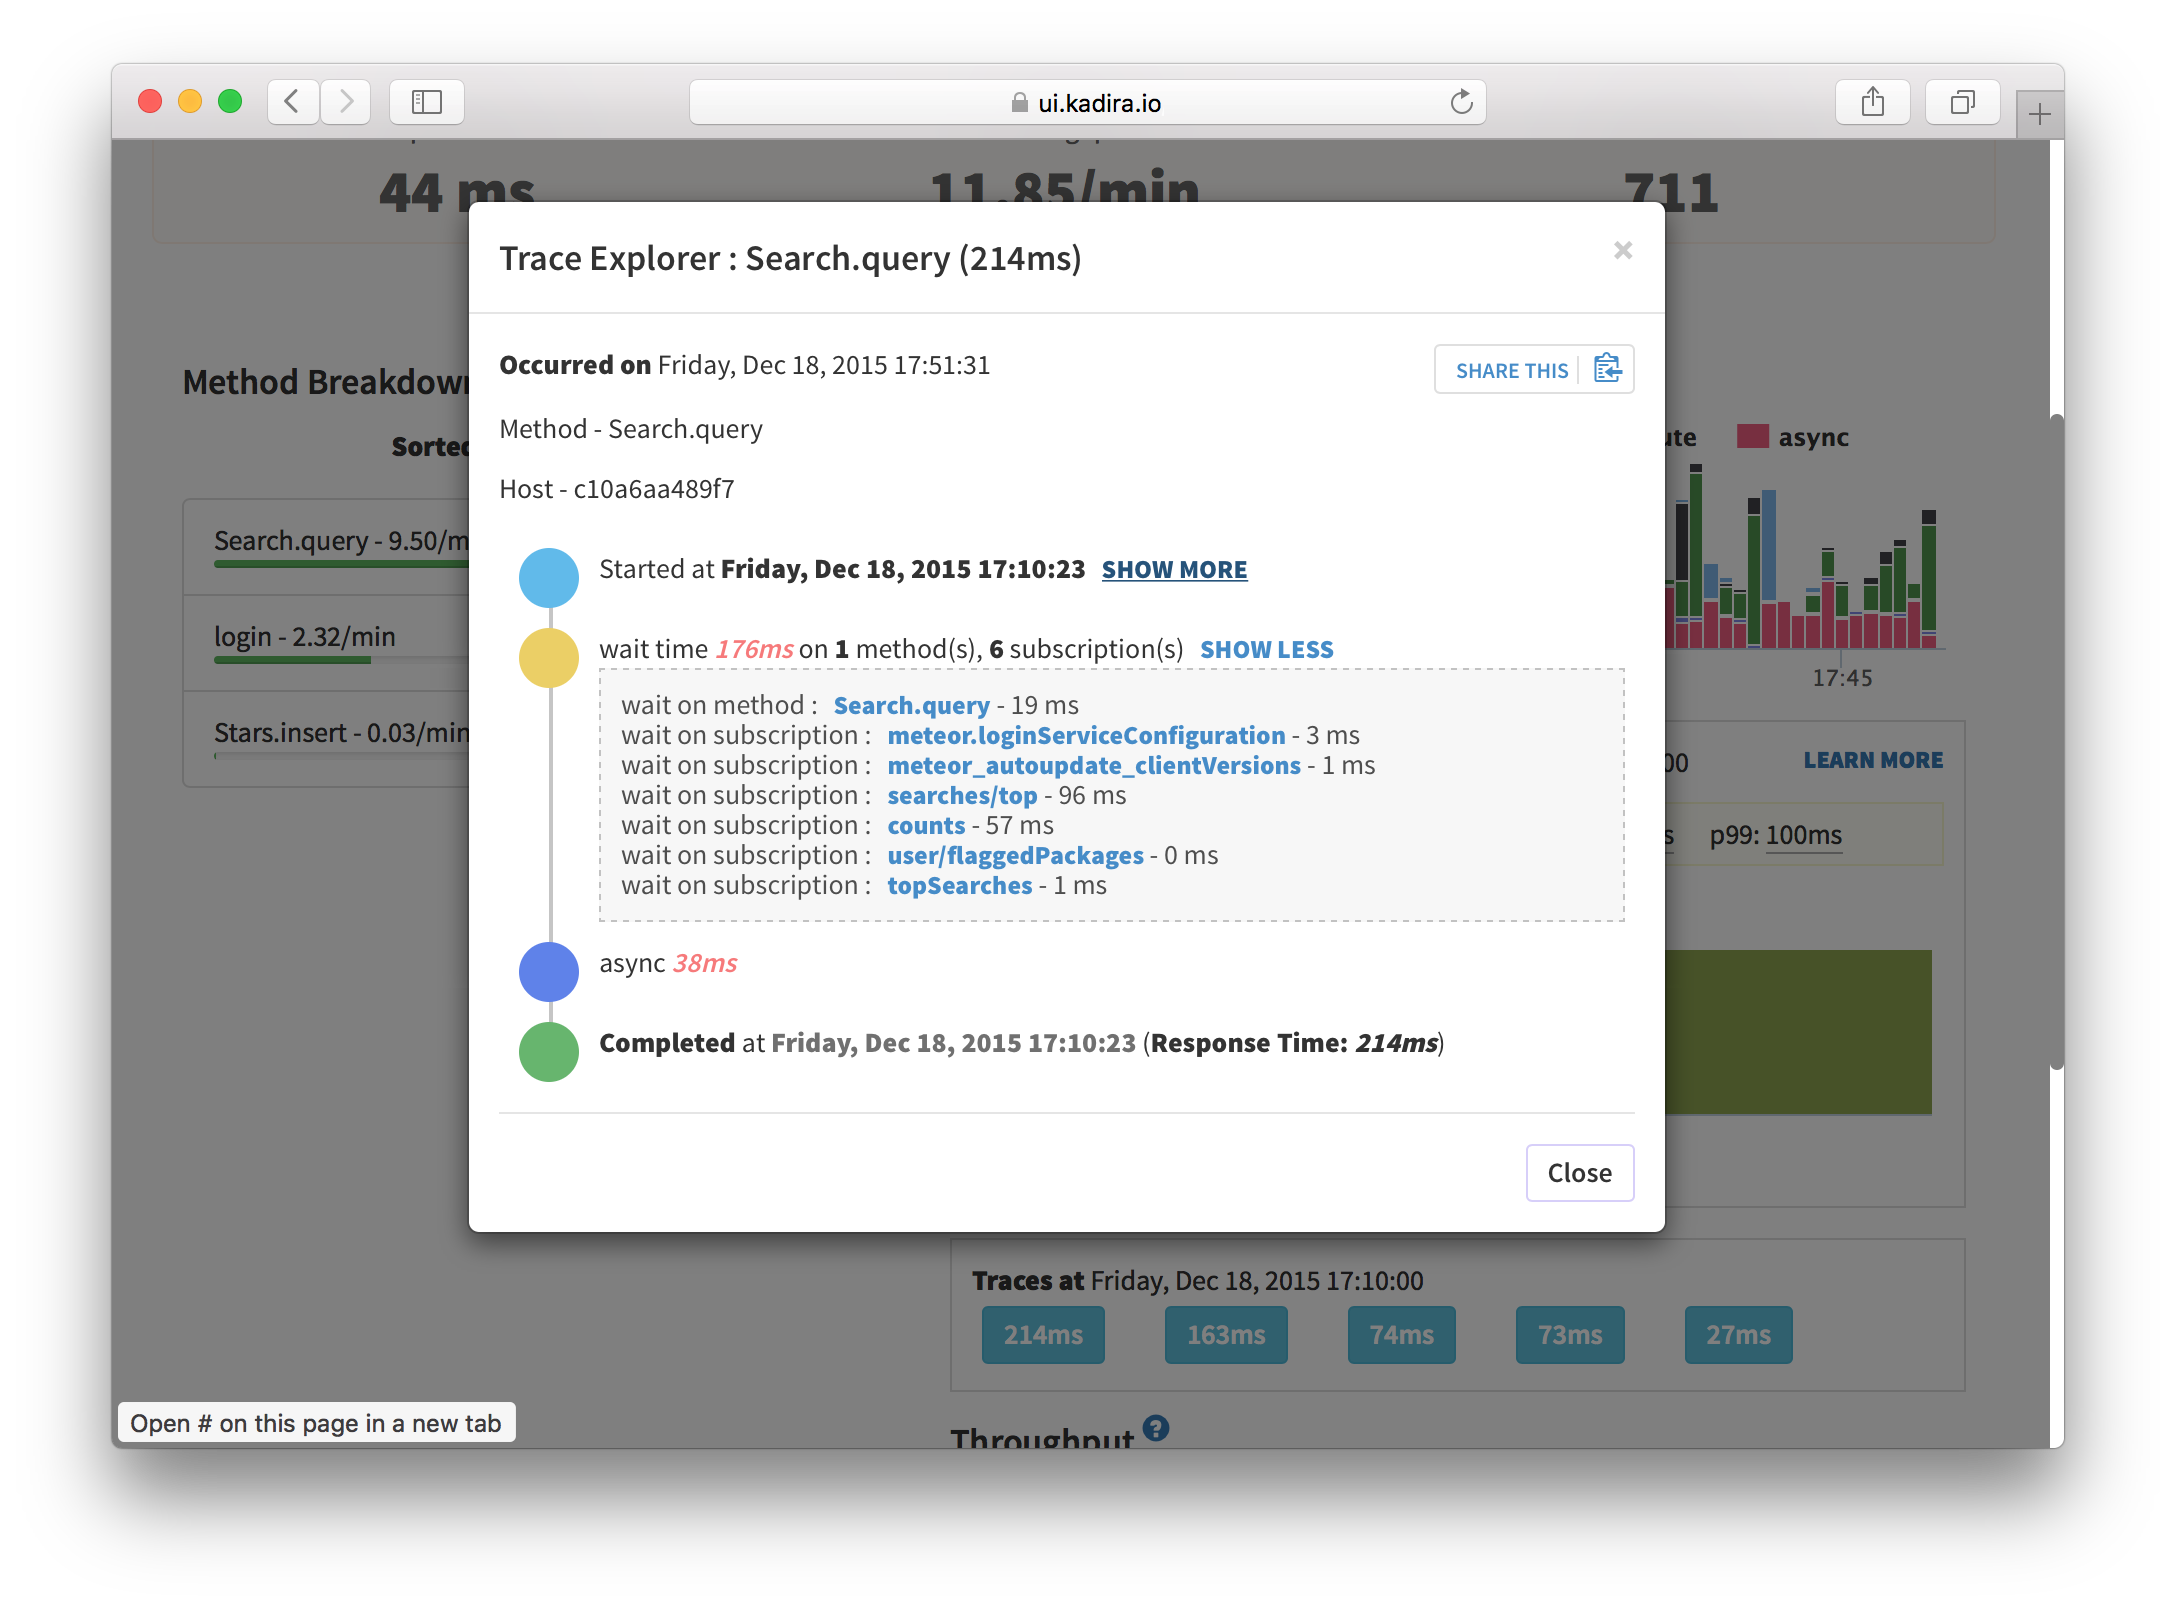 ui.kadira.io
44 ms
11.85/min
711
Trace Explorer : Search.query (214ms)
×
Occurred on Friday, Dec 18, 2015 17:51:31
SHARE THIS
Method - Search.query
Host - c10a6aa489f7
Started at Friday, Dec 18, 2015 17:10:23 SHOW MORE
wait time 176ms on 1 method(s), 6 subscription(s) SHOW LESS
wait on method : Search.query - 19 ms
wait on subscription : meteor.loginServiceConfiguration - 3 ms
wait on subscription : meteor_autoupdate_clientVersions - 1 ms
wait on subscription : searches/top - 96 ms
wait on subscription : counts - 57 ms
wait on subscription : user/flaggedPackages - 0 ms
wait on subscription : topSearches - 1 ms
async 38ms
Completed at Friday, Dec 18, 2015 17:10:23 (Response Time: 214ms)
Close
Method Breakdown
Sorted
Search.query - 9.50/m
login - 2.32/min
Stars.insert - 0.03/min
async
17:45
LEARN MORE
p99: 100ms
Traces at Friday, Dec 18, 2015 17:10:00
214ms 163ms 74ms 73ms 27ms
Throughput ?
Open # on this page in a new tab